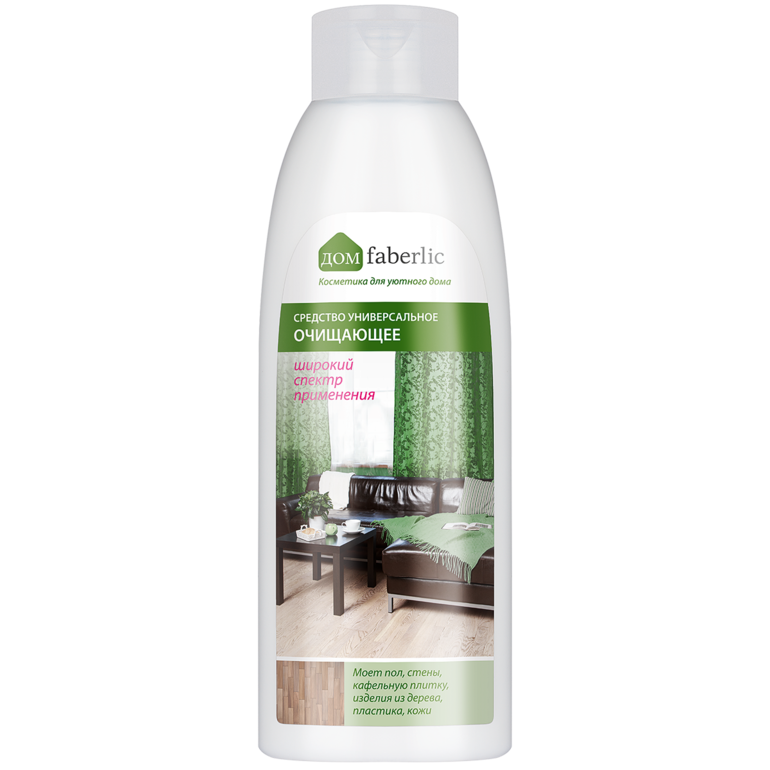 дом faberlic
Косметика для уютного дома
СРЕДСТВО УНИВЕРСАЛЬНОЕ
ОЧИЩАЮЩЕЕ
широкий
спектр
применения
Моет пол, стены,
кафельную плитку,
изделия из дерева,
пластика, кожи